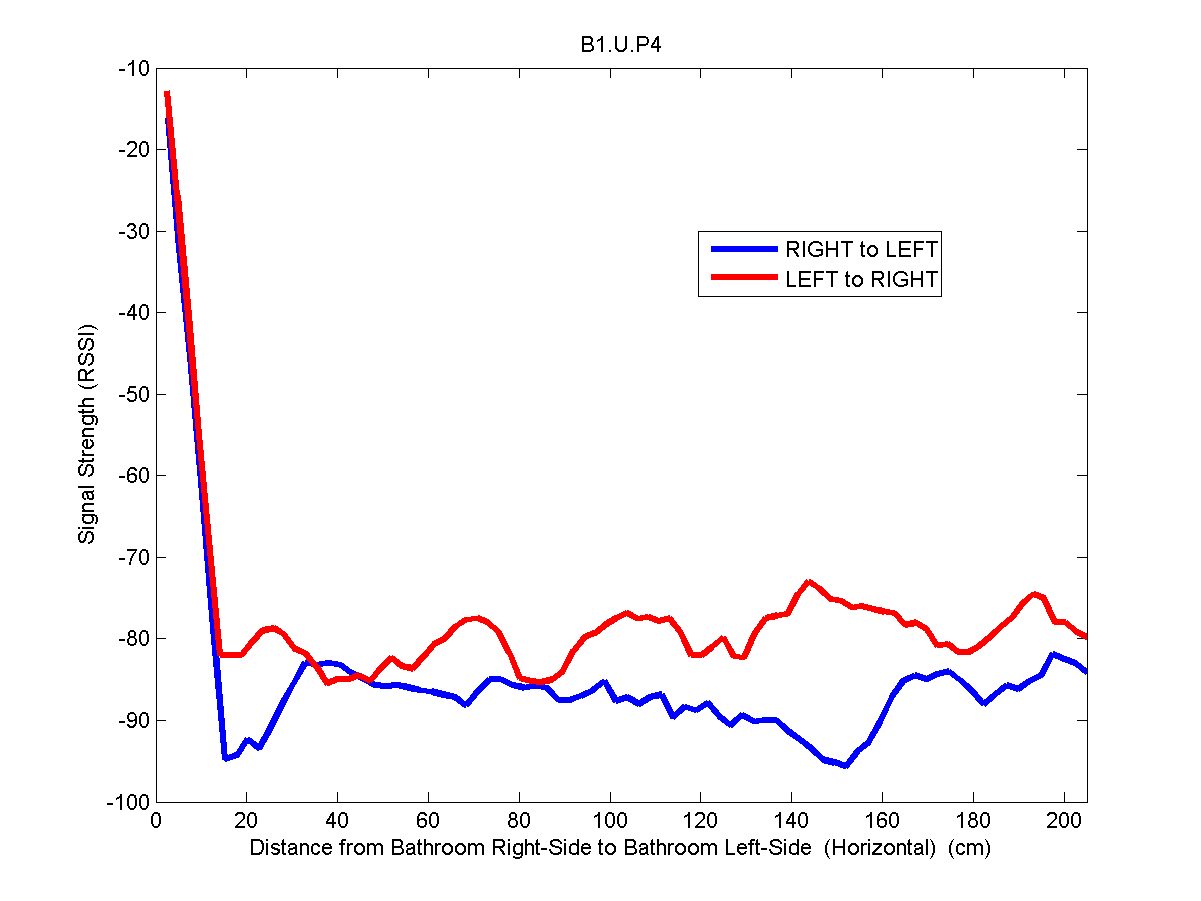 B1.U.P4
-10
-20
-30
-40
-50
-60
-70
-80
-90
-100
Signal Strength (RSSI)
RIGHT to LEFT
LEFT to RIGHT
0 20 40 60 80 100 120 140 160 180 200
Distance from Bathroom Right-Side to Bathroom Left-Side (Horizontal) (cm)